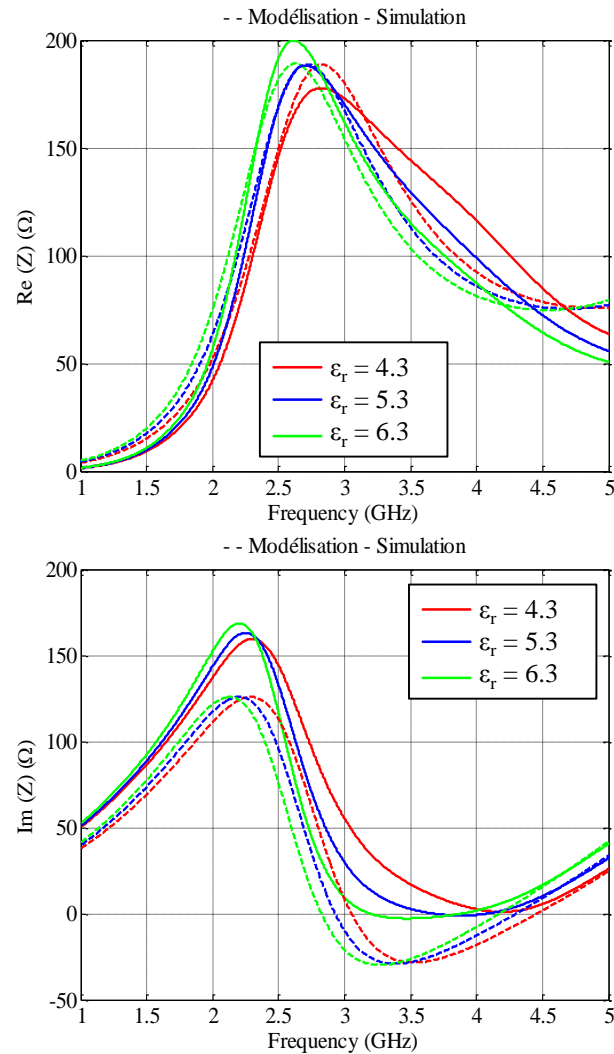 - - Modélisation - Simulation
200
150
100
50
0
Re (Z) (Ω)
εr = 4.3
εr = 5.3
εr = 6.3
1 1.5 2 2.5 3 3.5 4 4.5 5
Frequency (GHz)
- - Modélisation - Simulation
200
150
100
50
0
-50
Im (Z) (Ω)
εr = 4.3
εr = 5.3
εr = 6.3
1 1.5 2 2.5 3 3.5 4 4.5 5
Frequency (GHz)